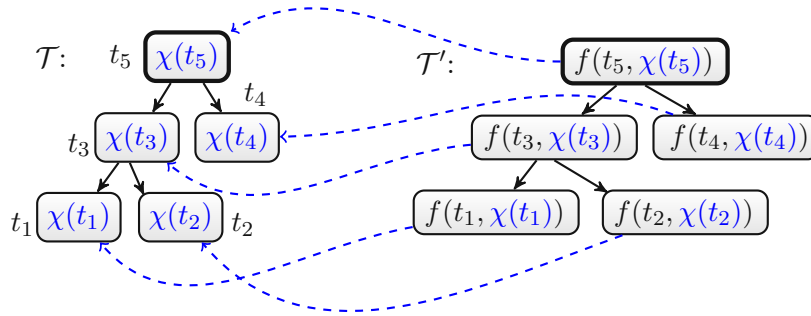 𝒯: t₅ χ(t₅) 𝒯′: f(t₅, χ(t₅))
t₄
t₃ χ(t₃) χ(t₄) f(t₃, χ(t₃)) f(t₄, χ(t₄))
t₁ χ(t₁) χ(t₂) t₂ f(t₁, χ(t₁)) f(t₂, χ(t₂))